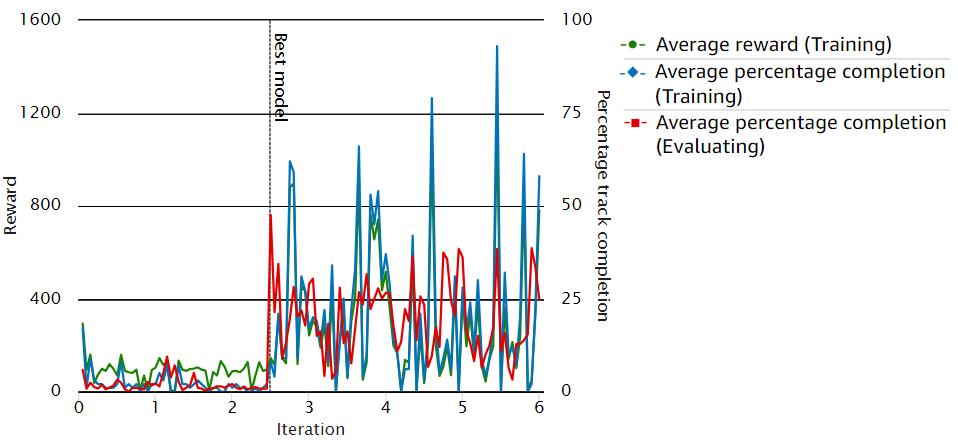 1600
1200
800
400
0
Reward
0
1
2
3
4
5
6
Iteration
100
75
50
25
0
Percentage track completion
Best model
Average reward (Training)
Average percentage completion
(Training)
Average percentage completion
(Evaluating)